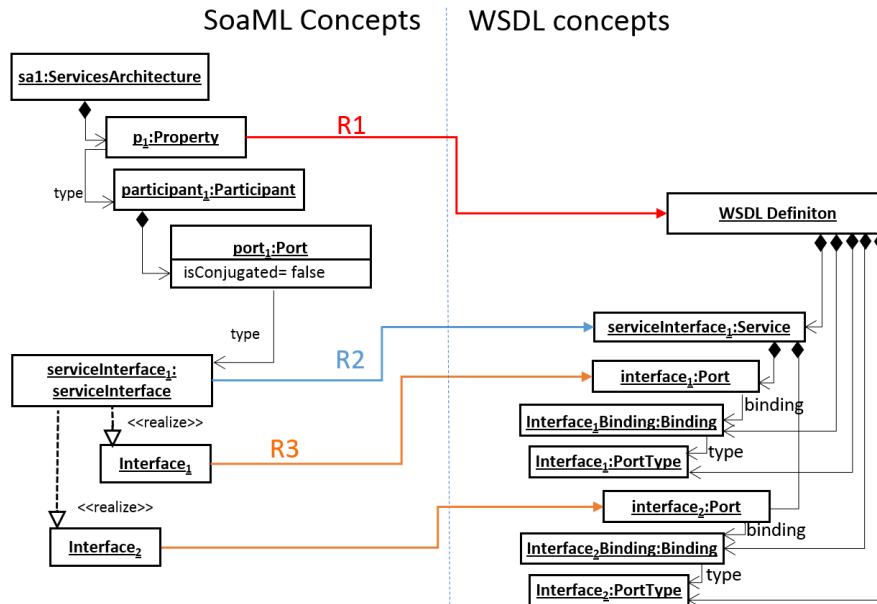 SoaML Concepts
WSDL concepts
sa1:ServicesArchitecture
R1
p₁:Property
type
participant₁:Participant
WSDL Definiton
port₁:Port
isConjugated= false
type
serviceInterface₁:Service
R2
serviceInterface₁:
serviceInterface
interface₁:Port
binding
<<realize>>
Interface₁Binding:Binding
R3
type
Interface₁
Interface₁:PortType
<<realize>>
interface₂:Port
binding
Interface₂
Interface₂Binding:Binding
type
Interface₂:PortType